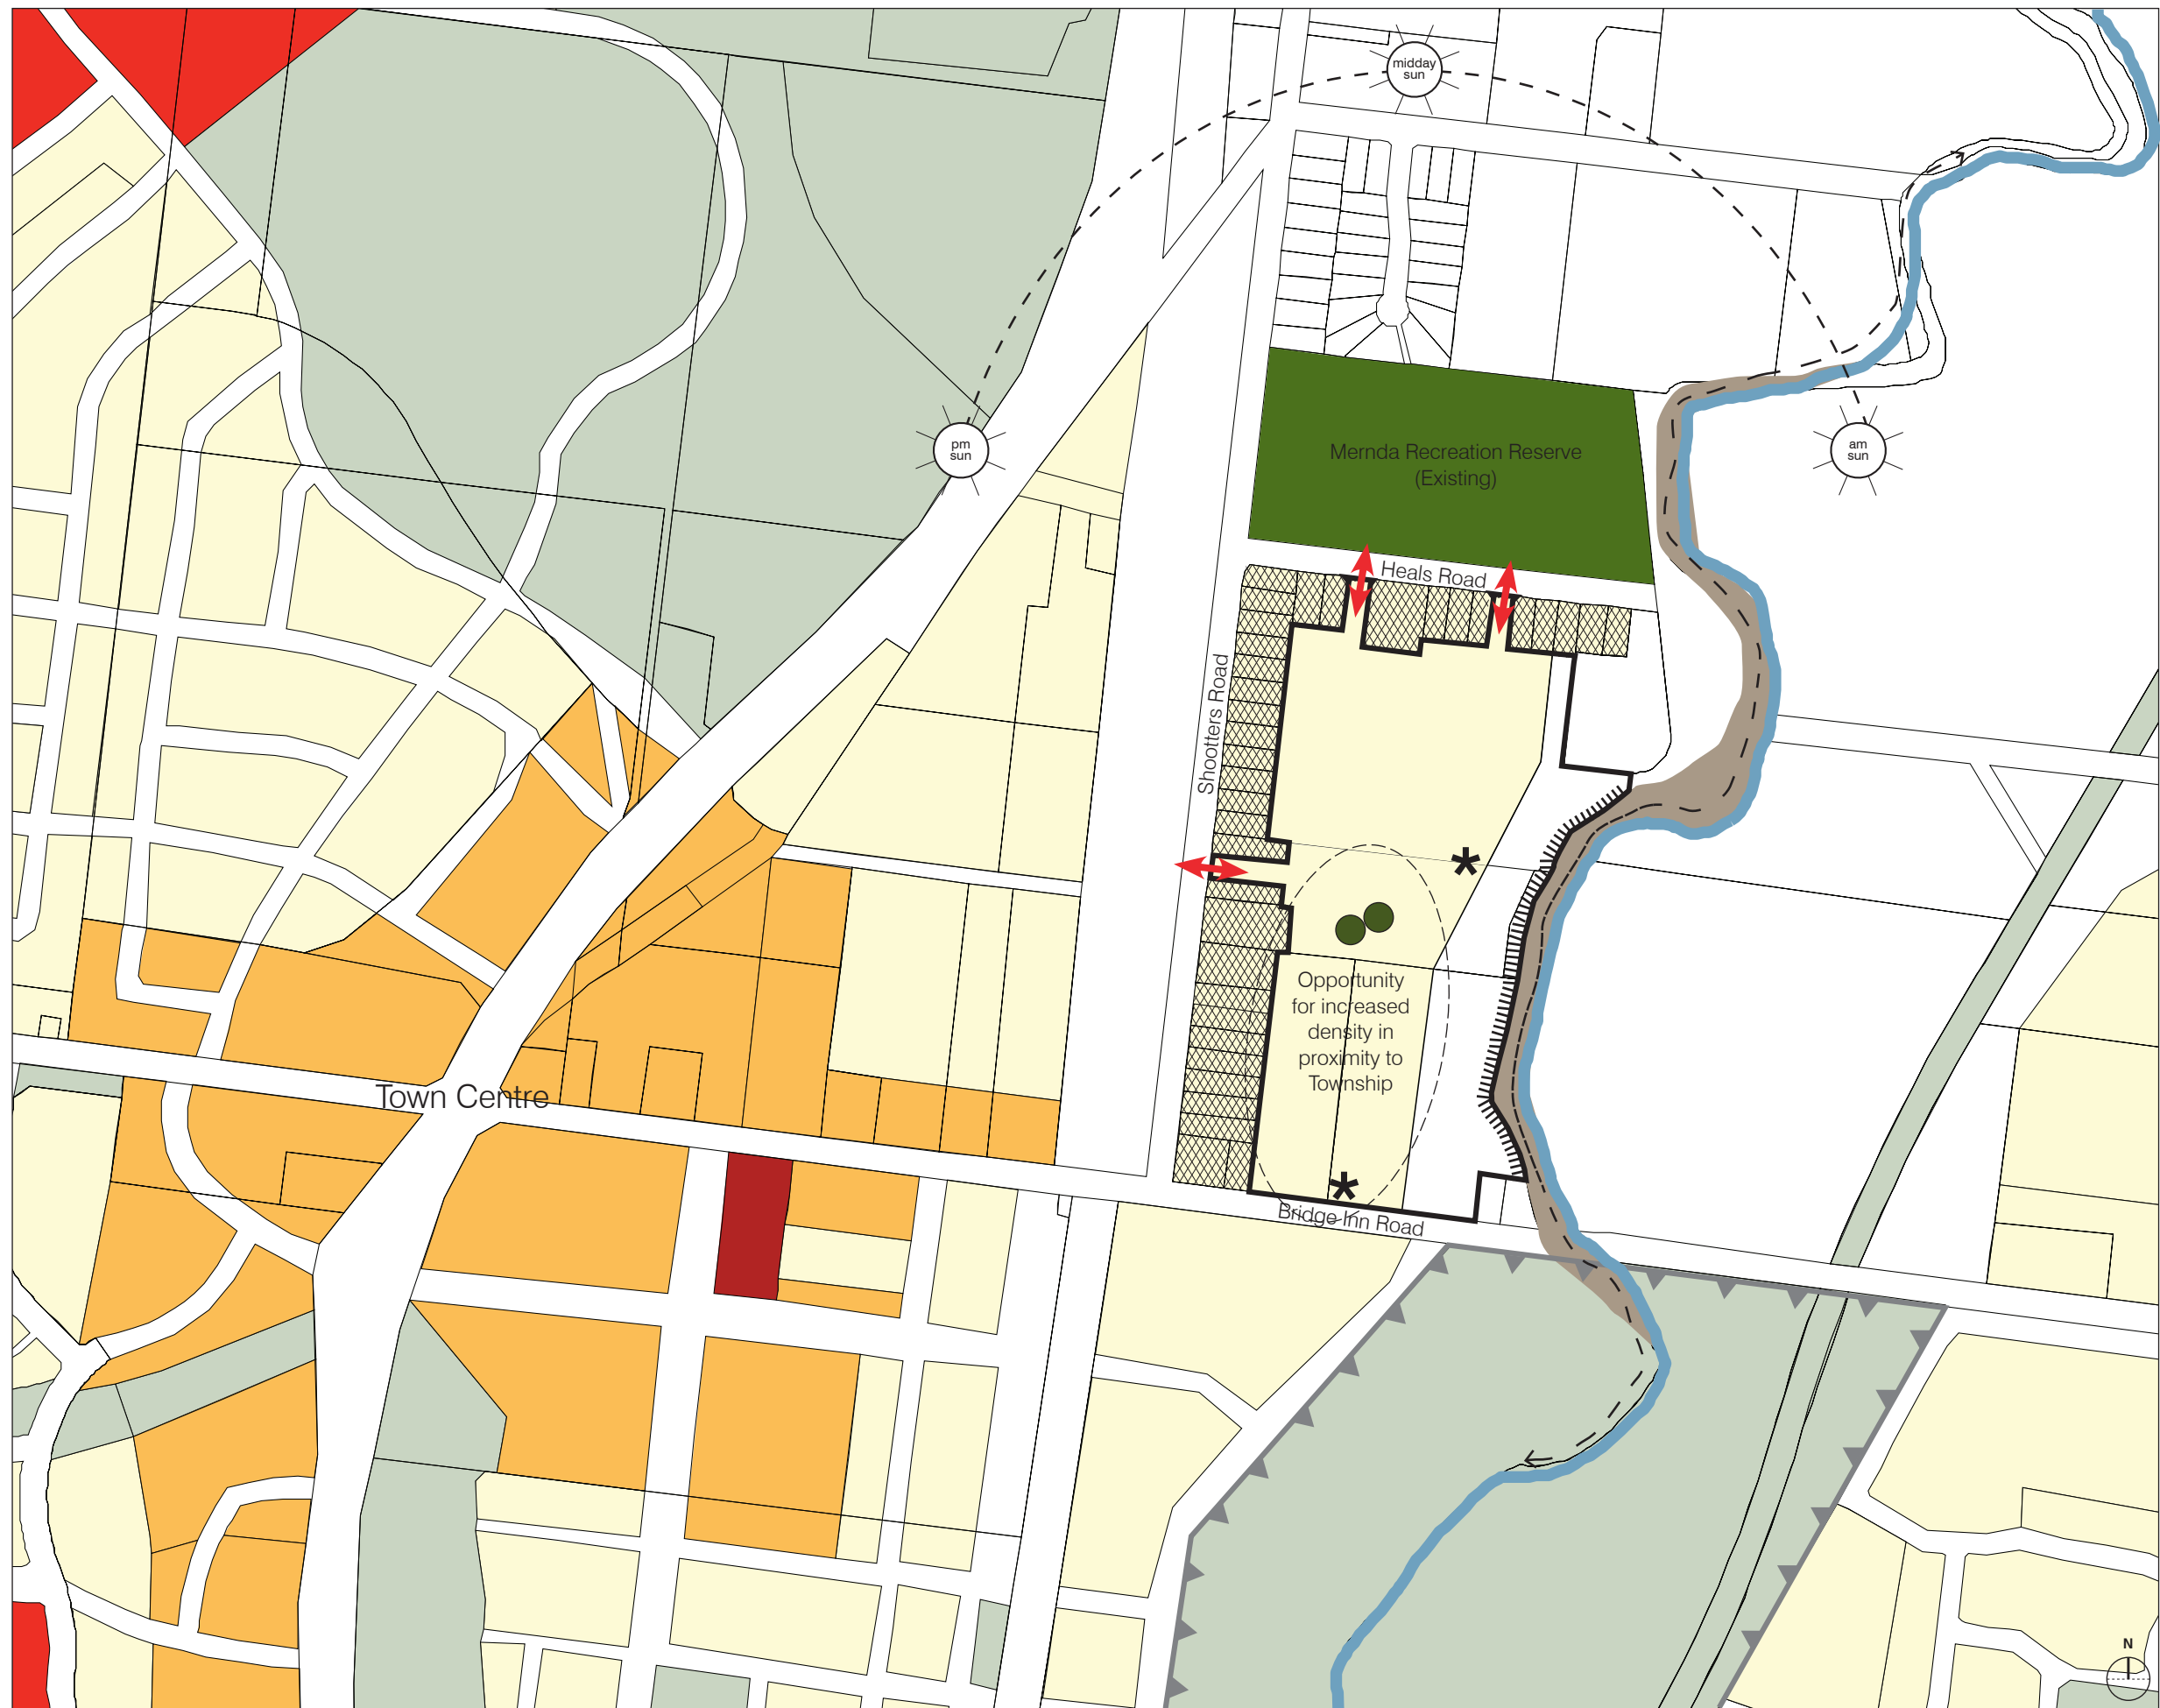 midday
sun
pm
sun
am
sun
Mernda Recreation Reserve
(Existing)
Heals Road
Shootters Road
*
Opportunity
for increased
density in
proximity to
Township
Town Centre
*
Bridge Inn Road
N